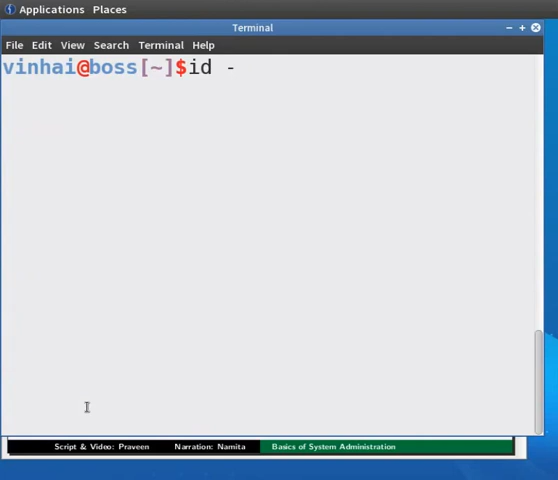 Applications Places
Terminal
File Edit View Search Terminal Help
vinhai@boss[~]$id -
Script & Video: Praveen Narration: Namita Basics of System Administration